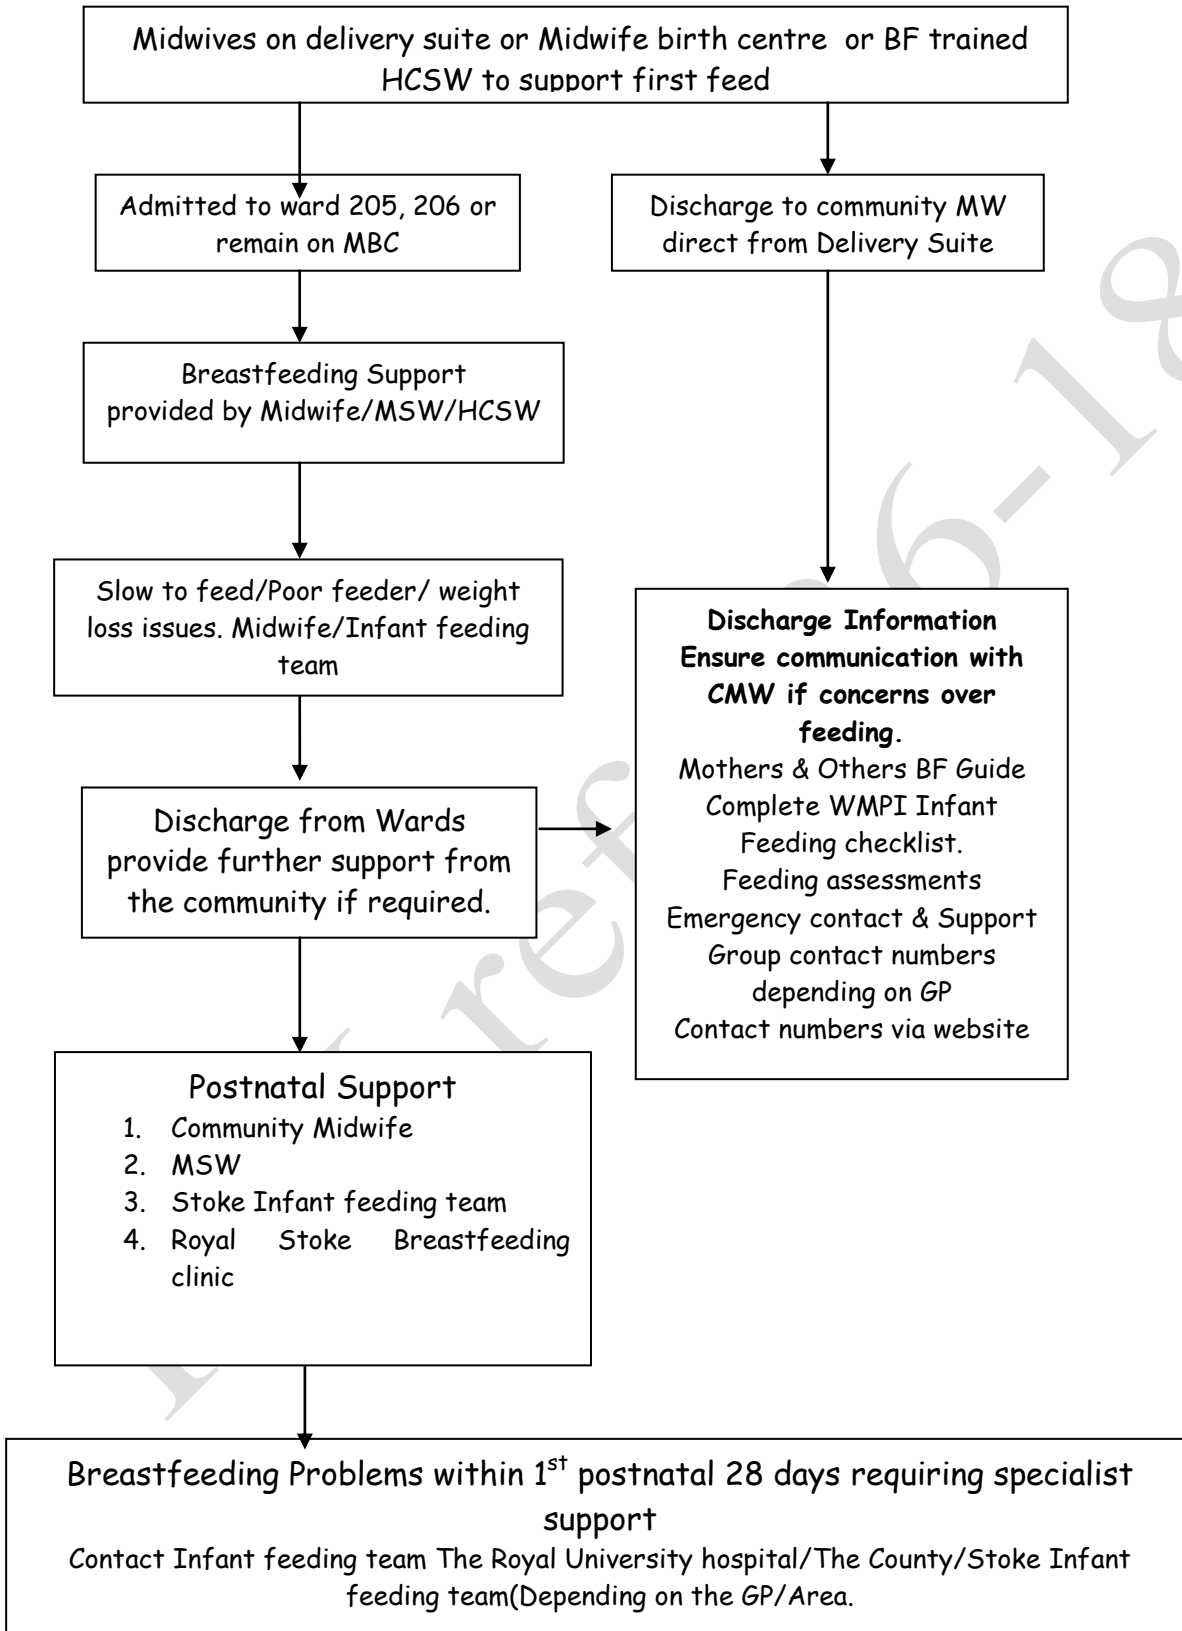 Midwives on delivery suite or Midwife birth centre or BF trained
HCSW to support first feed
Admitted to ward 205, 206 or
remain on MBC
Discharge to community MW
direct from Delivery Suite
Breastfeeding Support
provided by Midwife/MSW/HCSW
Slow to feed/Poor feeder/ weight
loss issues. Midwife/Infant feeding
team
Discharge Information
Ensure communication with
CMW if concerns over
feeding.
Mothers & Others BF Guide
Complete WMPI Infant
Feeding checklist.
Feeding assessments
Emergency contact & Support
Group contact numbers
depending on GP
Contact numbers via website
Discharge from Wards
provide further support from
the community if required.
Postnatal Support
1. Community Midwife
2. MSW
3. Stoke Infant feeding team
4. Royal Stoke Breastfeeding
clinic
Breastfeeding Problems within 1st postnatal 28 days requiring specialist
support
Contact Infant feeding team The Royal University hospital/The County/Stoke Infant
feeding team(Depending on the GP/Area.